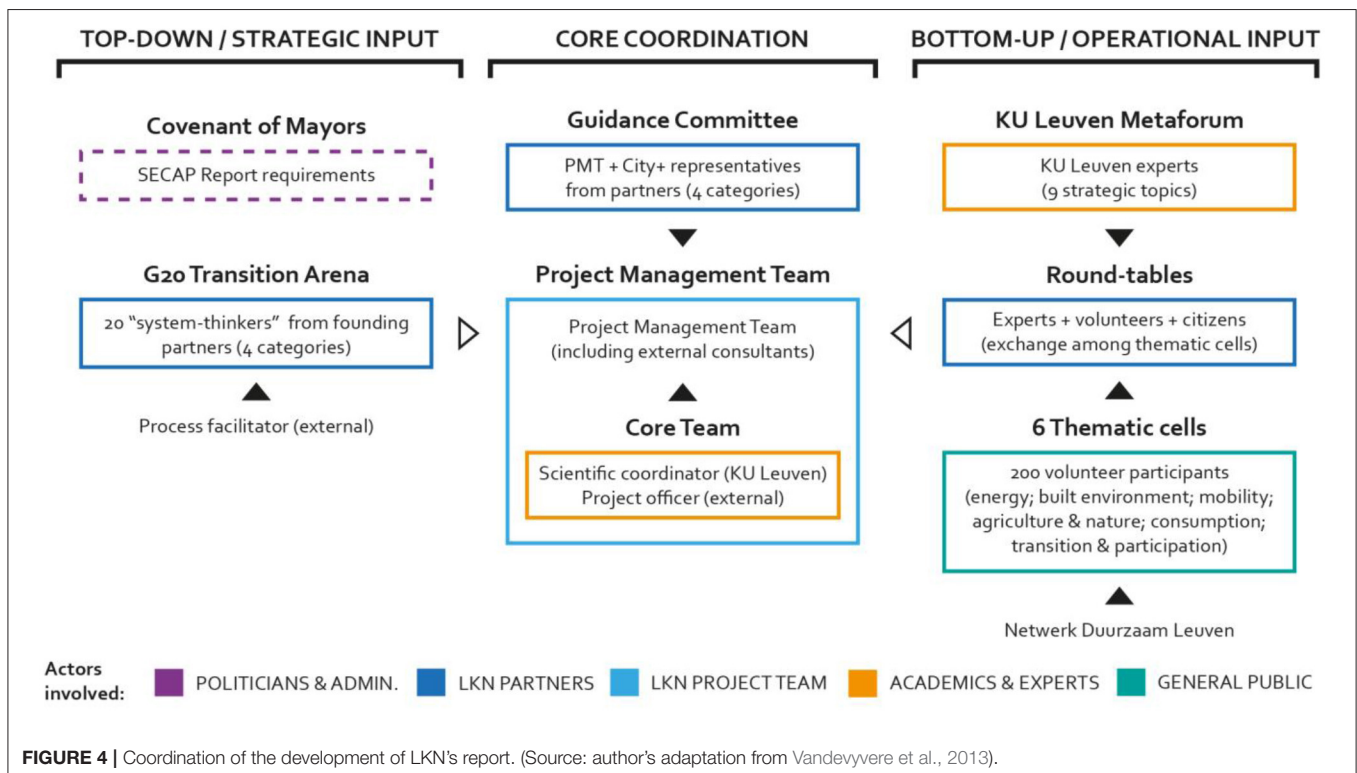 TOP-DOWN / STRATEGIC INPUT
Covenant of Mayors
SECAP Report requirements
G20 Transition Arena
20 “system-thinkers” from founding
partners (4 categories)
Process facilitator (external)
CORE COORDINATION
Guidance Committee
PMT + City+ representatives
from partners (4 categories)
Project Management Team
Project Management Team
(including external consultants)
Core Team
Scientific coordinator (KU Leuven)
Project officer (external)
BOTTOM-UP / OPERATIONAL INPUT
KU Leuven Metaforum
KU Leuven experts
(9 strategic topics)
Round-tables
Experts + volunteers + citizens
(exchange among thematic cells)
6 Thematic cells
200 volunteer participants
(energy; built environment; mobility;
agriculture & nature; consumption;
transition & participation)
Netwerk Duurzaam Leuven
Actors
involved:
POLITICIANS & ADMIN.
LKN PARTNERS
LKN PROJECT TEAM
ACADEMICS & EXPERTS
GENERAL PUBLIC
FIGURE 4 | Coordination of the development of LKN’s report. (Source: author’s adaptation from Vandevyvere et al., 2013).